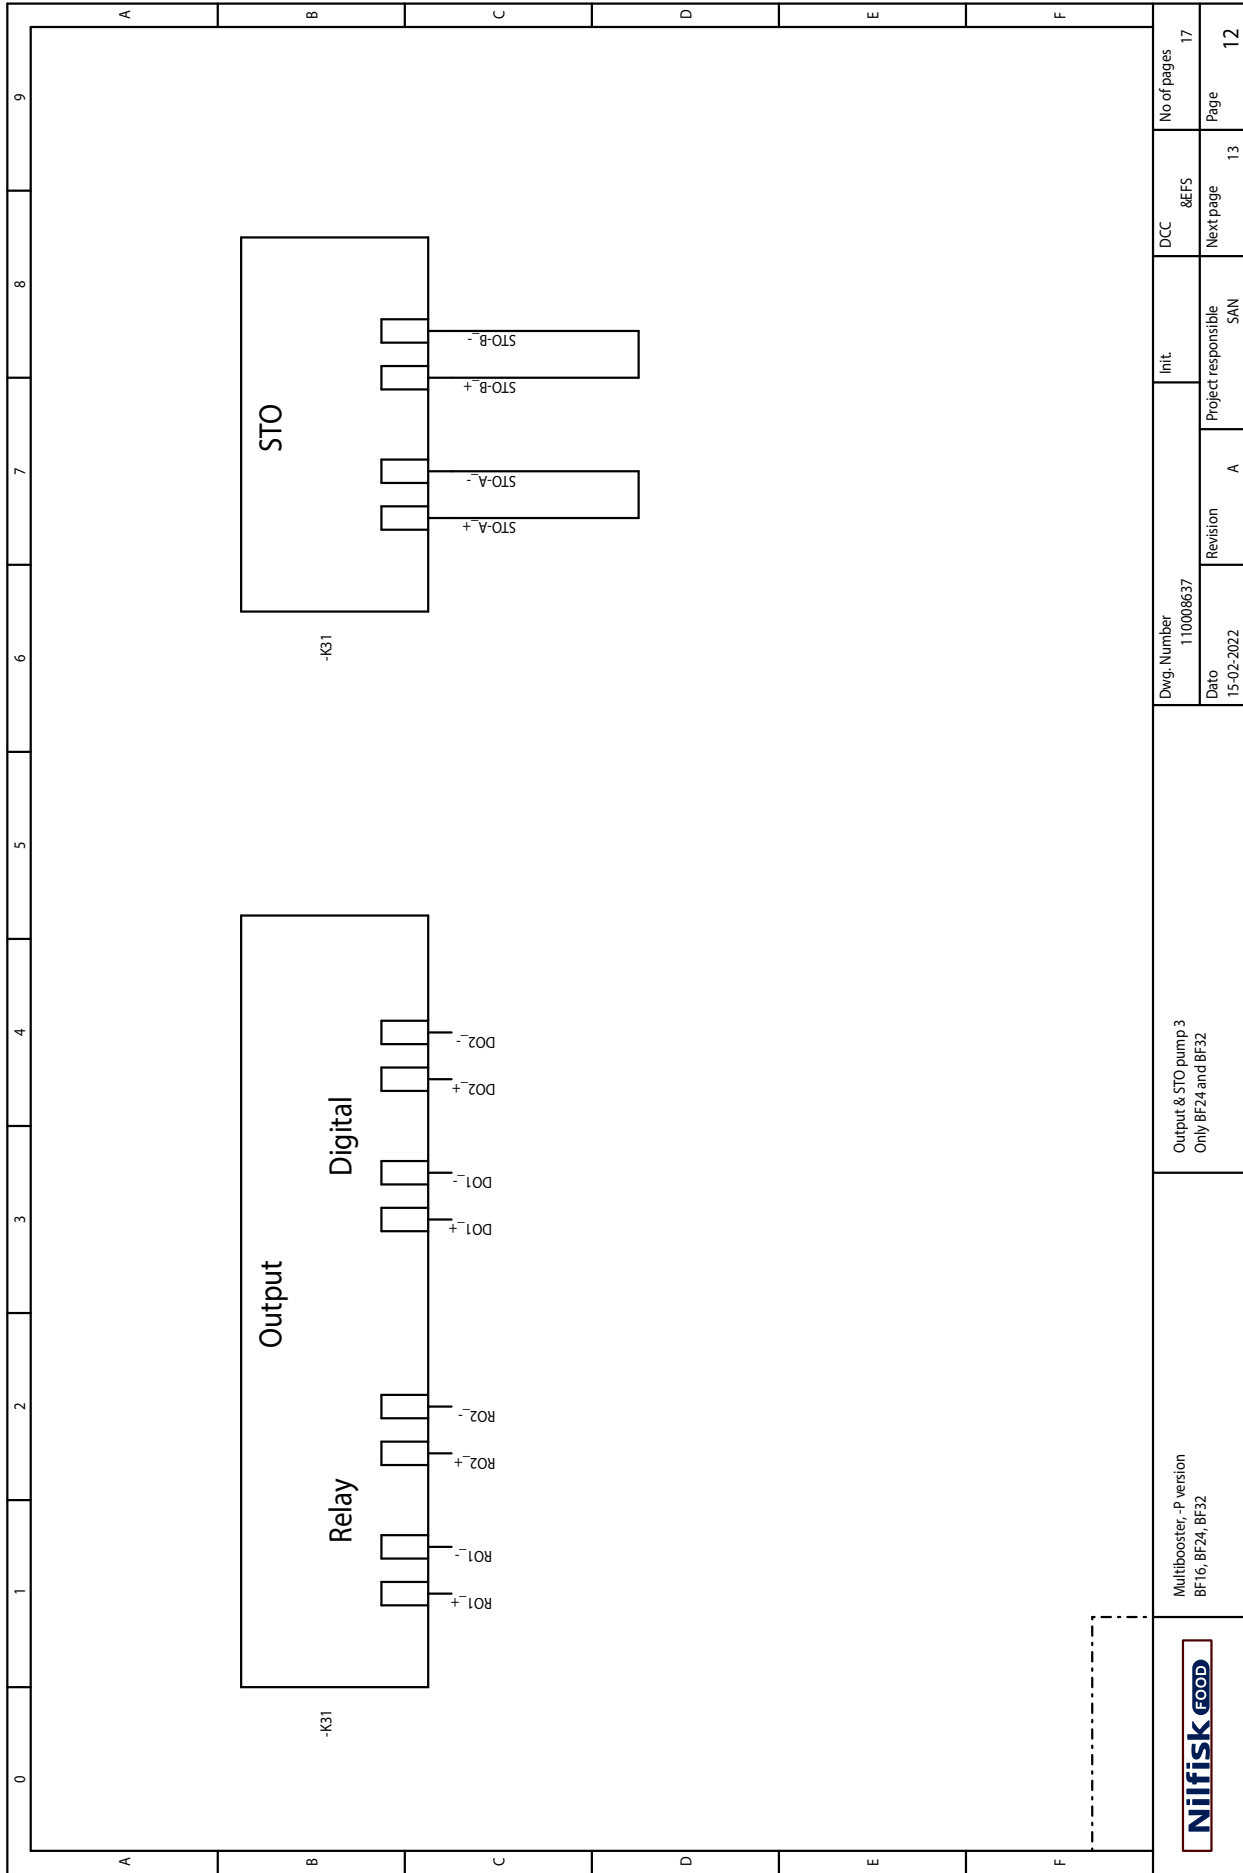 0 1 2 3 4 5 6 7 8 9
A
A
B
B
C
C
D
D
E
E
F
F
-K31
Output
Relay
Digital
RO1_+
RO1_-
RO2_+
RO2_-
DO1_+
DO1_-
DO2_+
DO2_-
-K31
STO
STO-A_+
STO-A_-
STO-B_+
STO-B_-
Nilfisk FOOD
Multibooster, -P version
BF16, BF24, BF32
Output & STO pump 3
Only BF24 and BF32
Dwg. Number
110008637
Init.
DCC
&EFS
No of pages
17
Dato
15-02-2022
Revision
A
Project responsible
SAN
Next page
13
Page
12